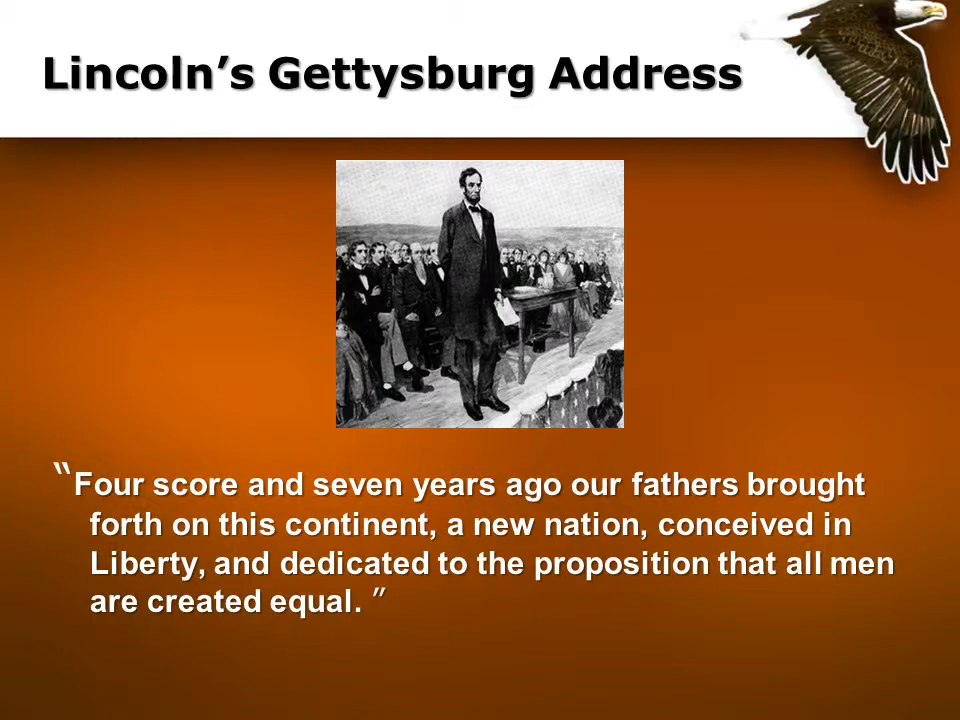 Lincoln’s Gettysburg Address
“Four score and seven years ago our fathers brought
forth on this continent, a new nation, conceived in
Liberty, and dedicated to the proposition that all men
are created equal. ”